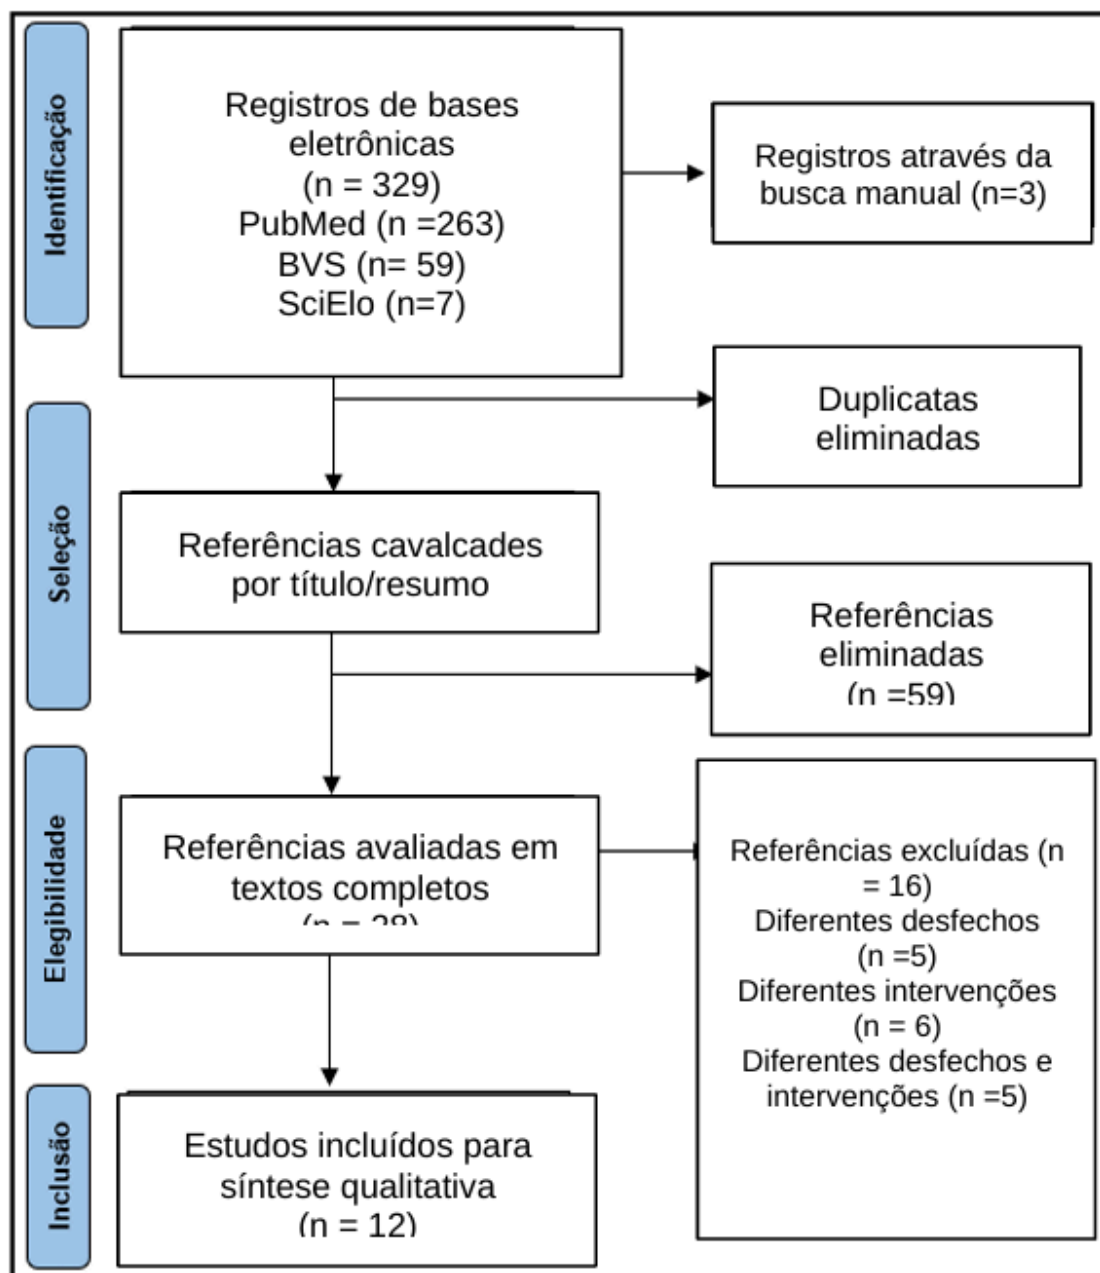 Identificação
Registros de bases
eletrônicas
(n = 329)
PubMed (n =263)
BVS (n= 59)
SciElo (n=7)
Registros através da
busca manual (n=3)
Duplicatas
eliminadas
Seleção
Referências cavalcades
por título/resumo
Referências
eliminadas
(n =59)
Elegibilidade
Referências avaliadas em
textos completos
(n = 28)
Referências excluídas (n
= 16)
Diferentes desfechos
(n =5)
Diferentes intervenções
(n = 6)
Diferentes desfechos e
intervenções (n =5)
Inclusão
Estudos incluídos para
síntese qualitativa
(n = 12)